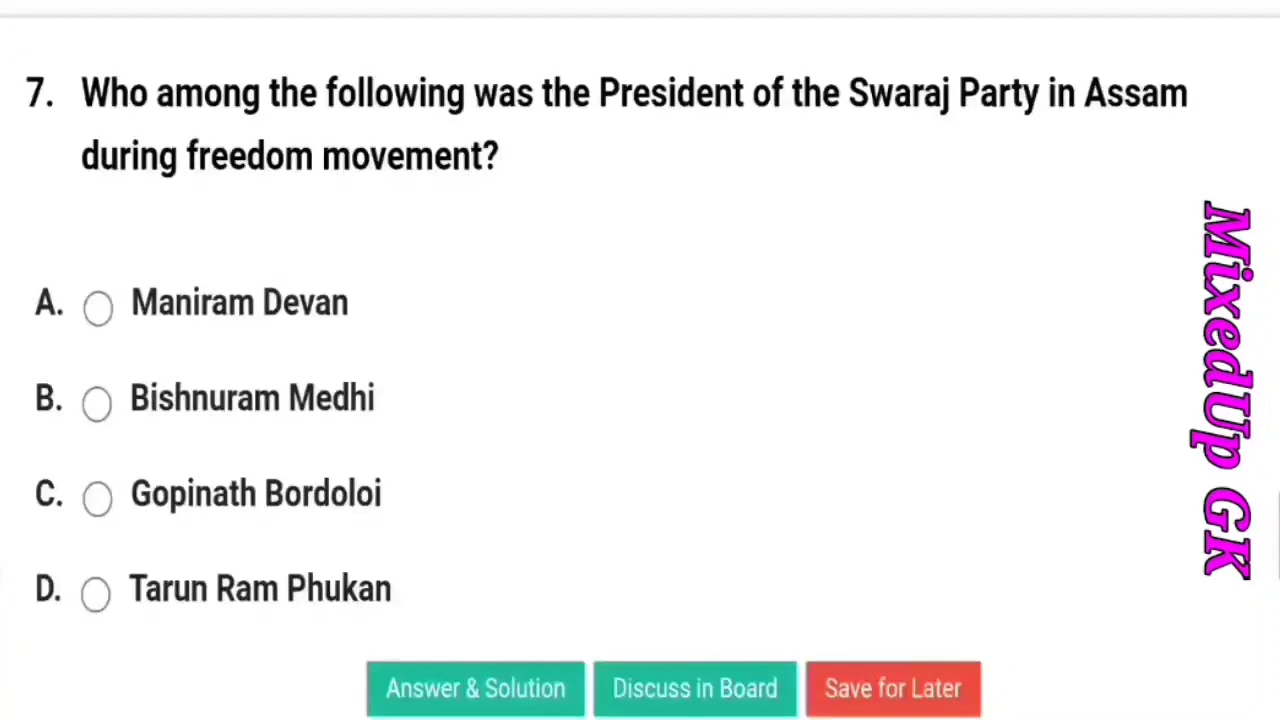 7. Who among the following was the President of the Swaraj Party in Assam
during freedom movement?
A. Maniram Devan
B. Bishnuram Medhi
C. Gopinath Bordoloi
D. Tarun Ram Phukan
Answer & Solution
Discuss in Board
Save for Later
MixedUp GK